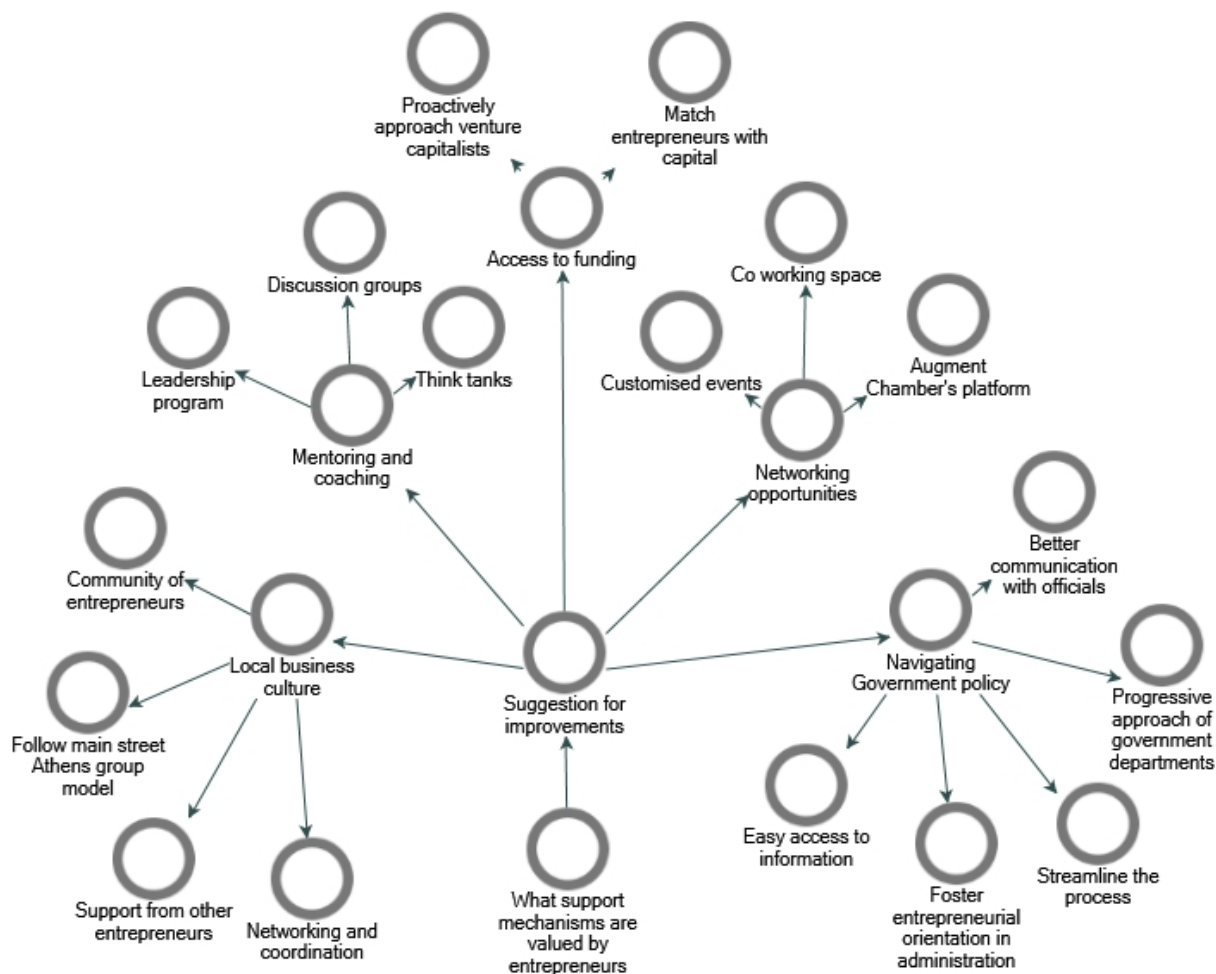 Proactively
approach venture
capitalists
Match
entrepreneurs with
capital
Access to funding
Discussion groups
Co working space
Leadership
program
Think tanks
Customised events
Augment
Chamber's platform
Mentoring and
coaching
Networking
opportunities
Better
communication
with officials
Community of
entrepreneurs
Local business
culture
Suggestion for
improvements
Navigating
Government policy
Progressive
approach of
government
departments
Follow main street
Athens group
model
Easy access to
information
Streamline the
process
Support from other
entrepreneurs
Networking and
coordination
What support
mechanisms are
valued by
entrepreneurs
Foster
entrepreneurial
orientation in
administration